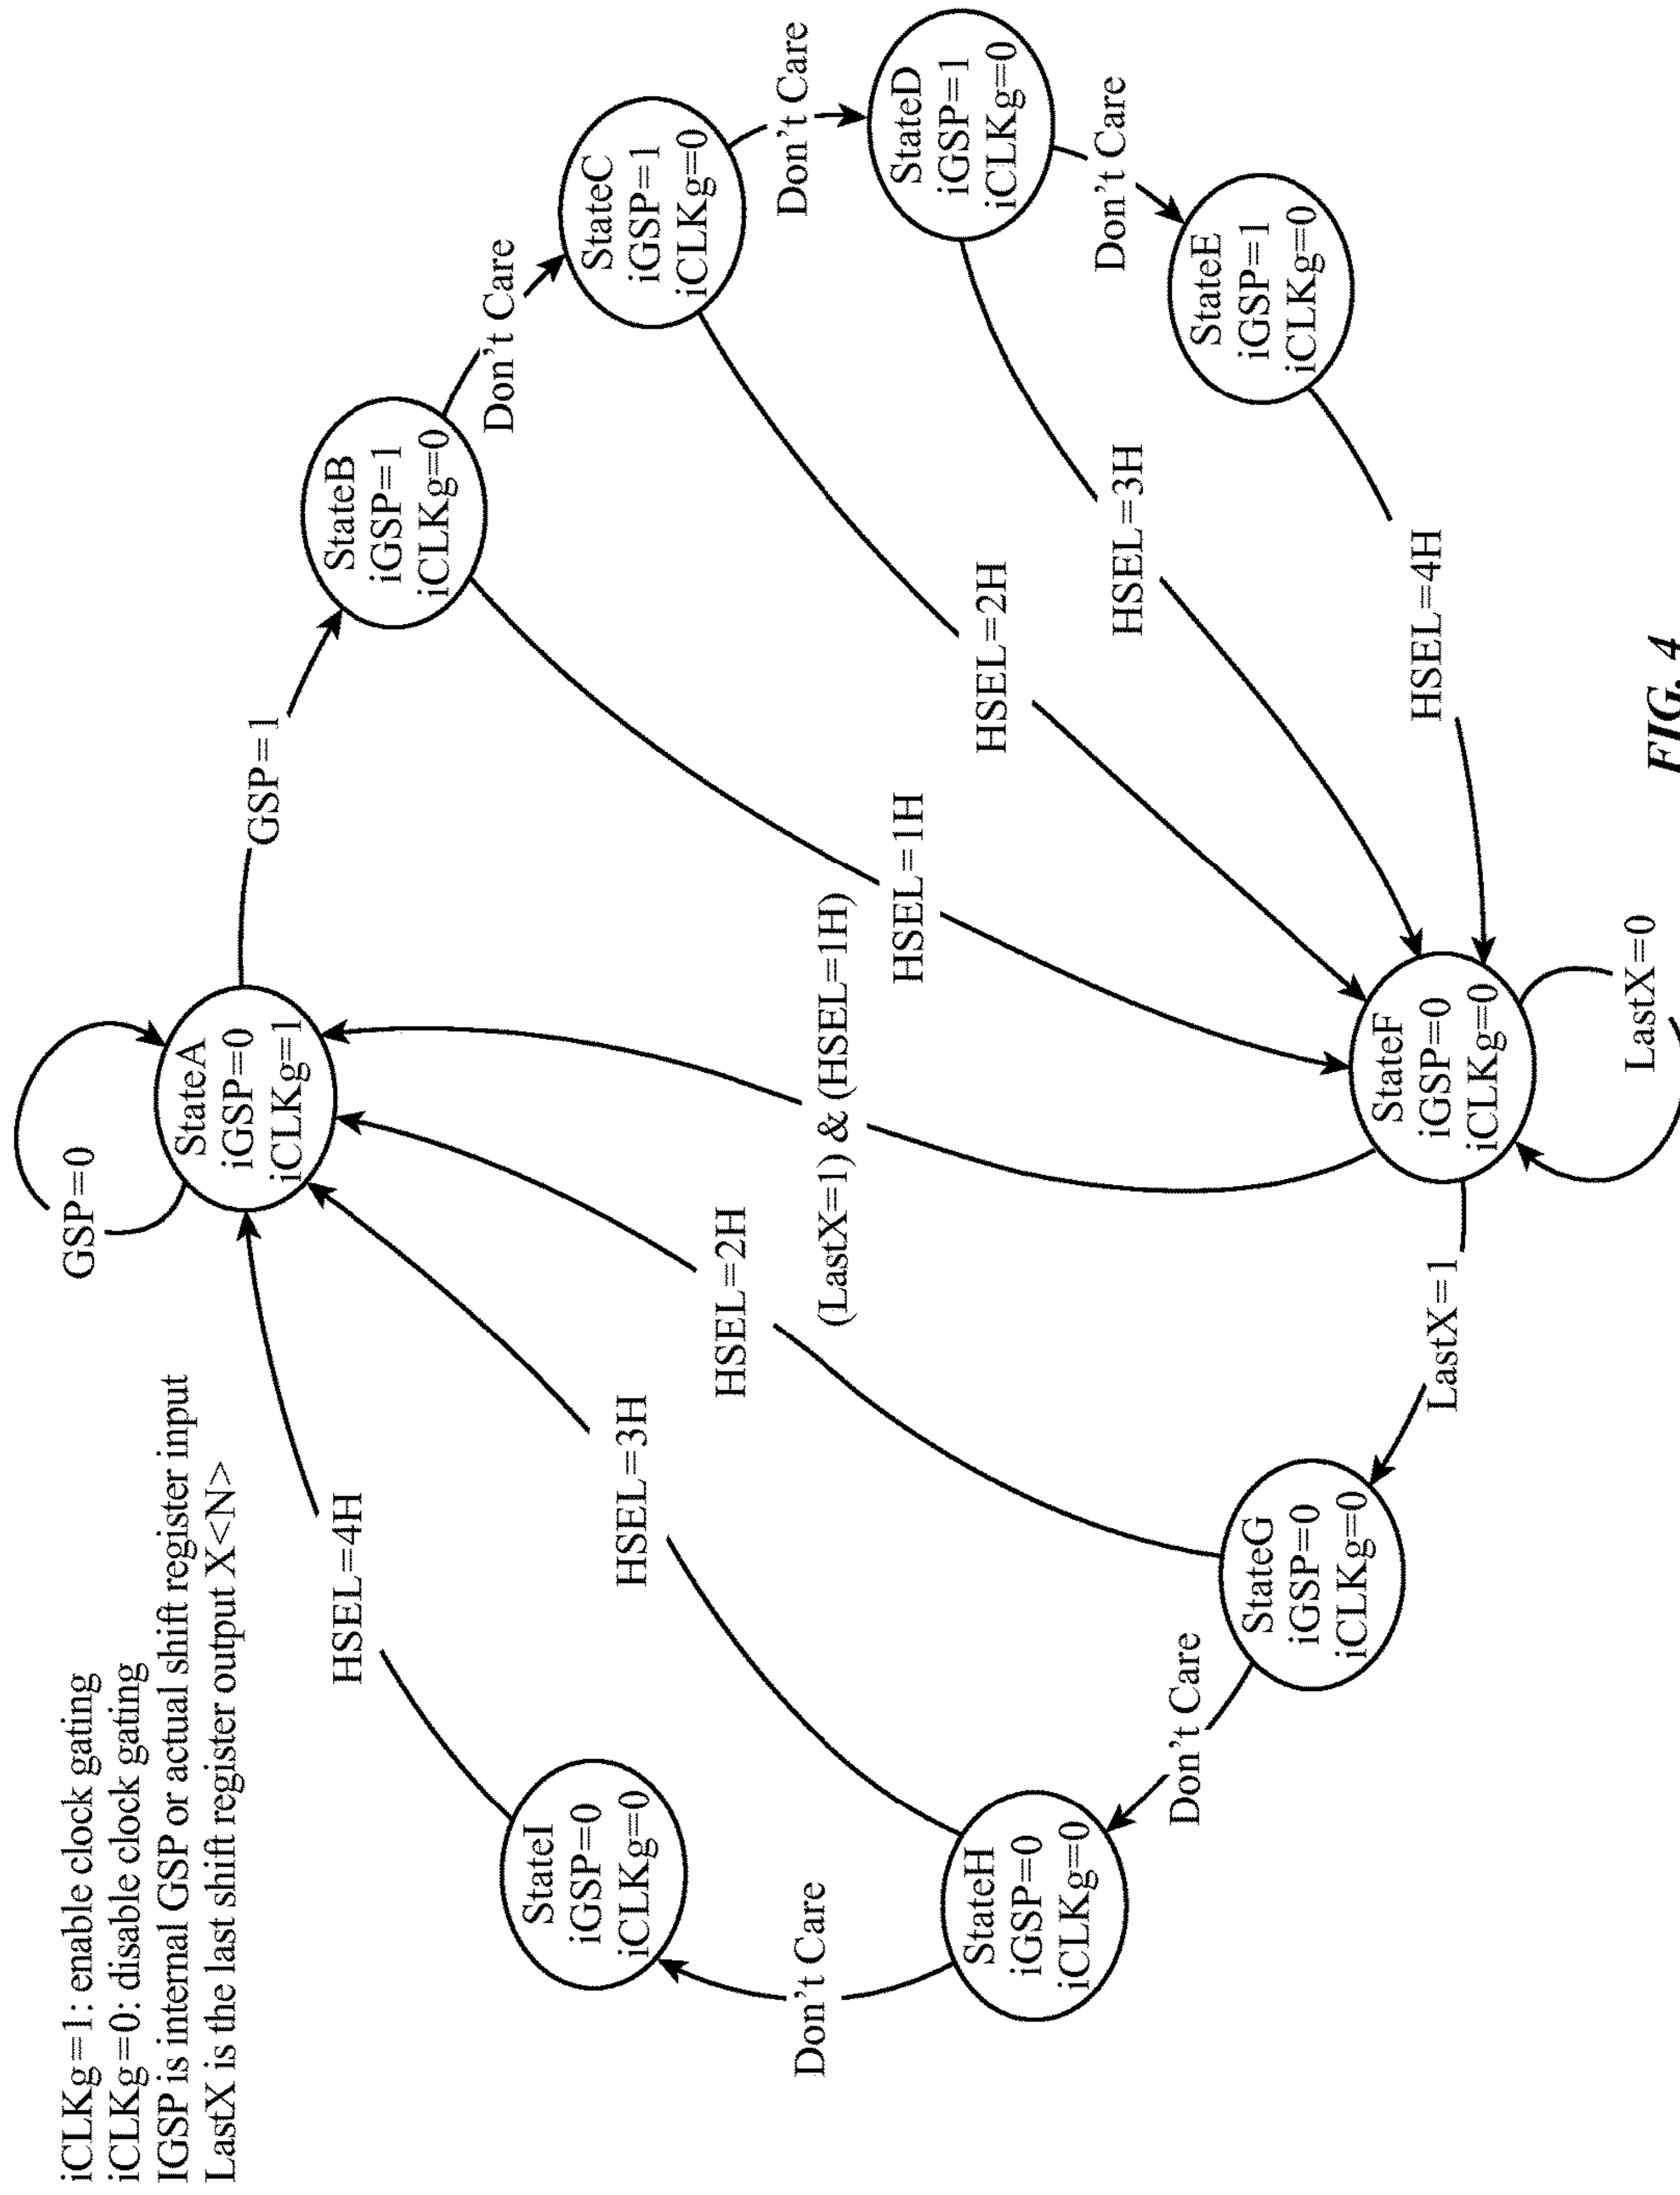 iCLKg=1: enable clock gating
iCLKg=0: disable clock gating
IGSP is internal GSP or actual shift register input
LastX is the last shift register output X<N>
GSP=0
StateA
iGSP=0
iCLKg=1
GSP=1
StateB
iGSP=1
iCLKg=0
Don't Care
StateC
iGSP=1
iCLKg=0
Don't Care
StateD
iGSP=1
iCLKg=0
Don't Care
StateE
iGSP=1
iCLKg=0
HSEL=1H
HSEL=2H
HSEL=3H
HSEL=4H
StateF
iGSP=0
iCLKg=0
LastX=0
(LastX=1) & (HSEL=1H)
LastX=1
StateG
iGSP=0
iCLKg=0
HSEL=2H
Don't Care
StateH
iGSP=0
iCLKg=0
HSEL=3H
Don't Care
StateI
iGSP=0
iCLKg=0
HSEL=4H
FIG. 4